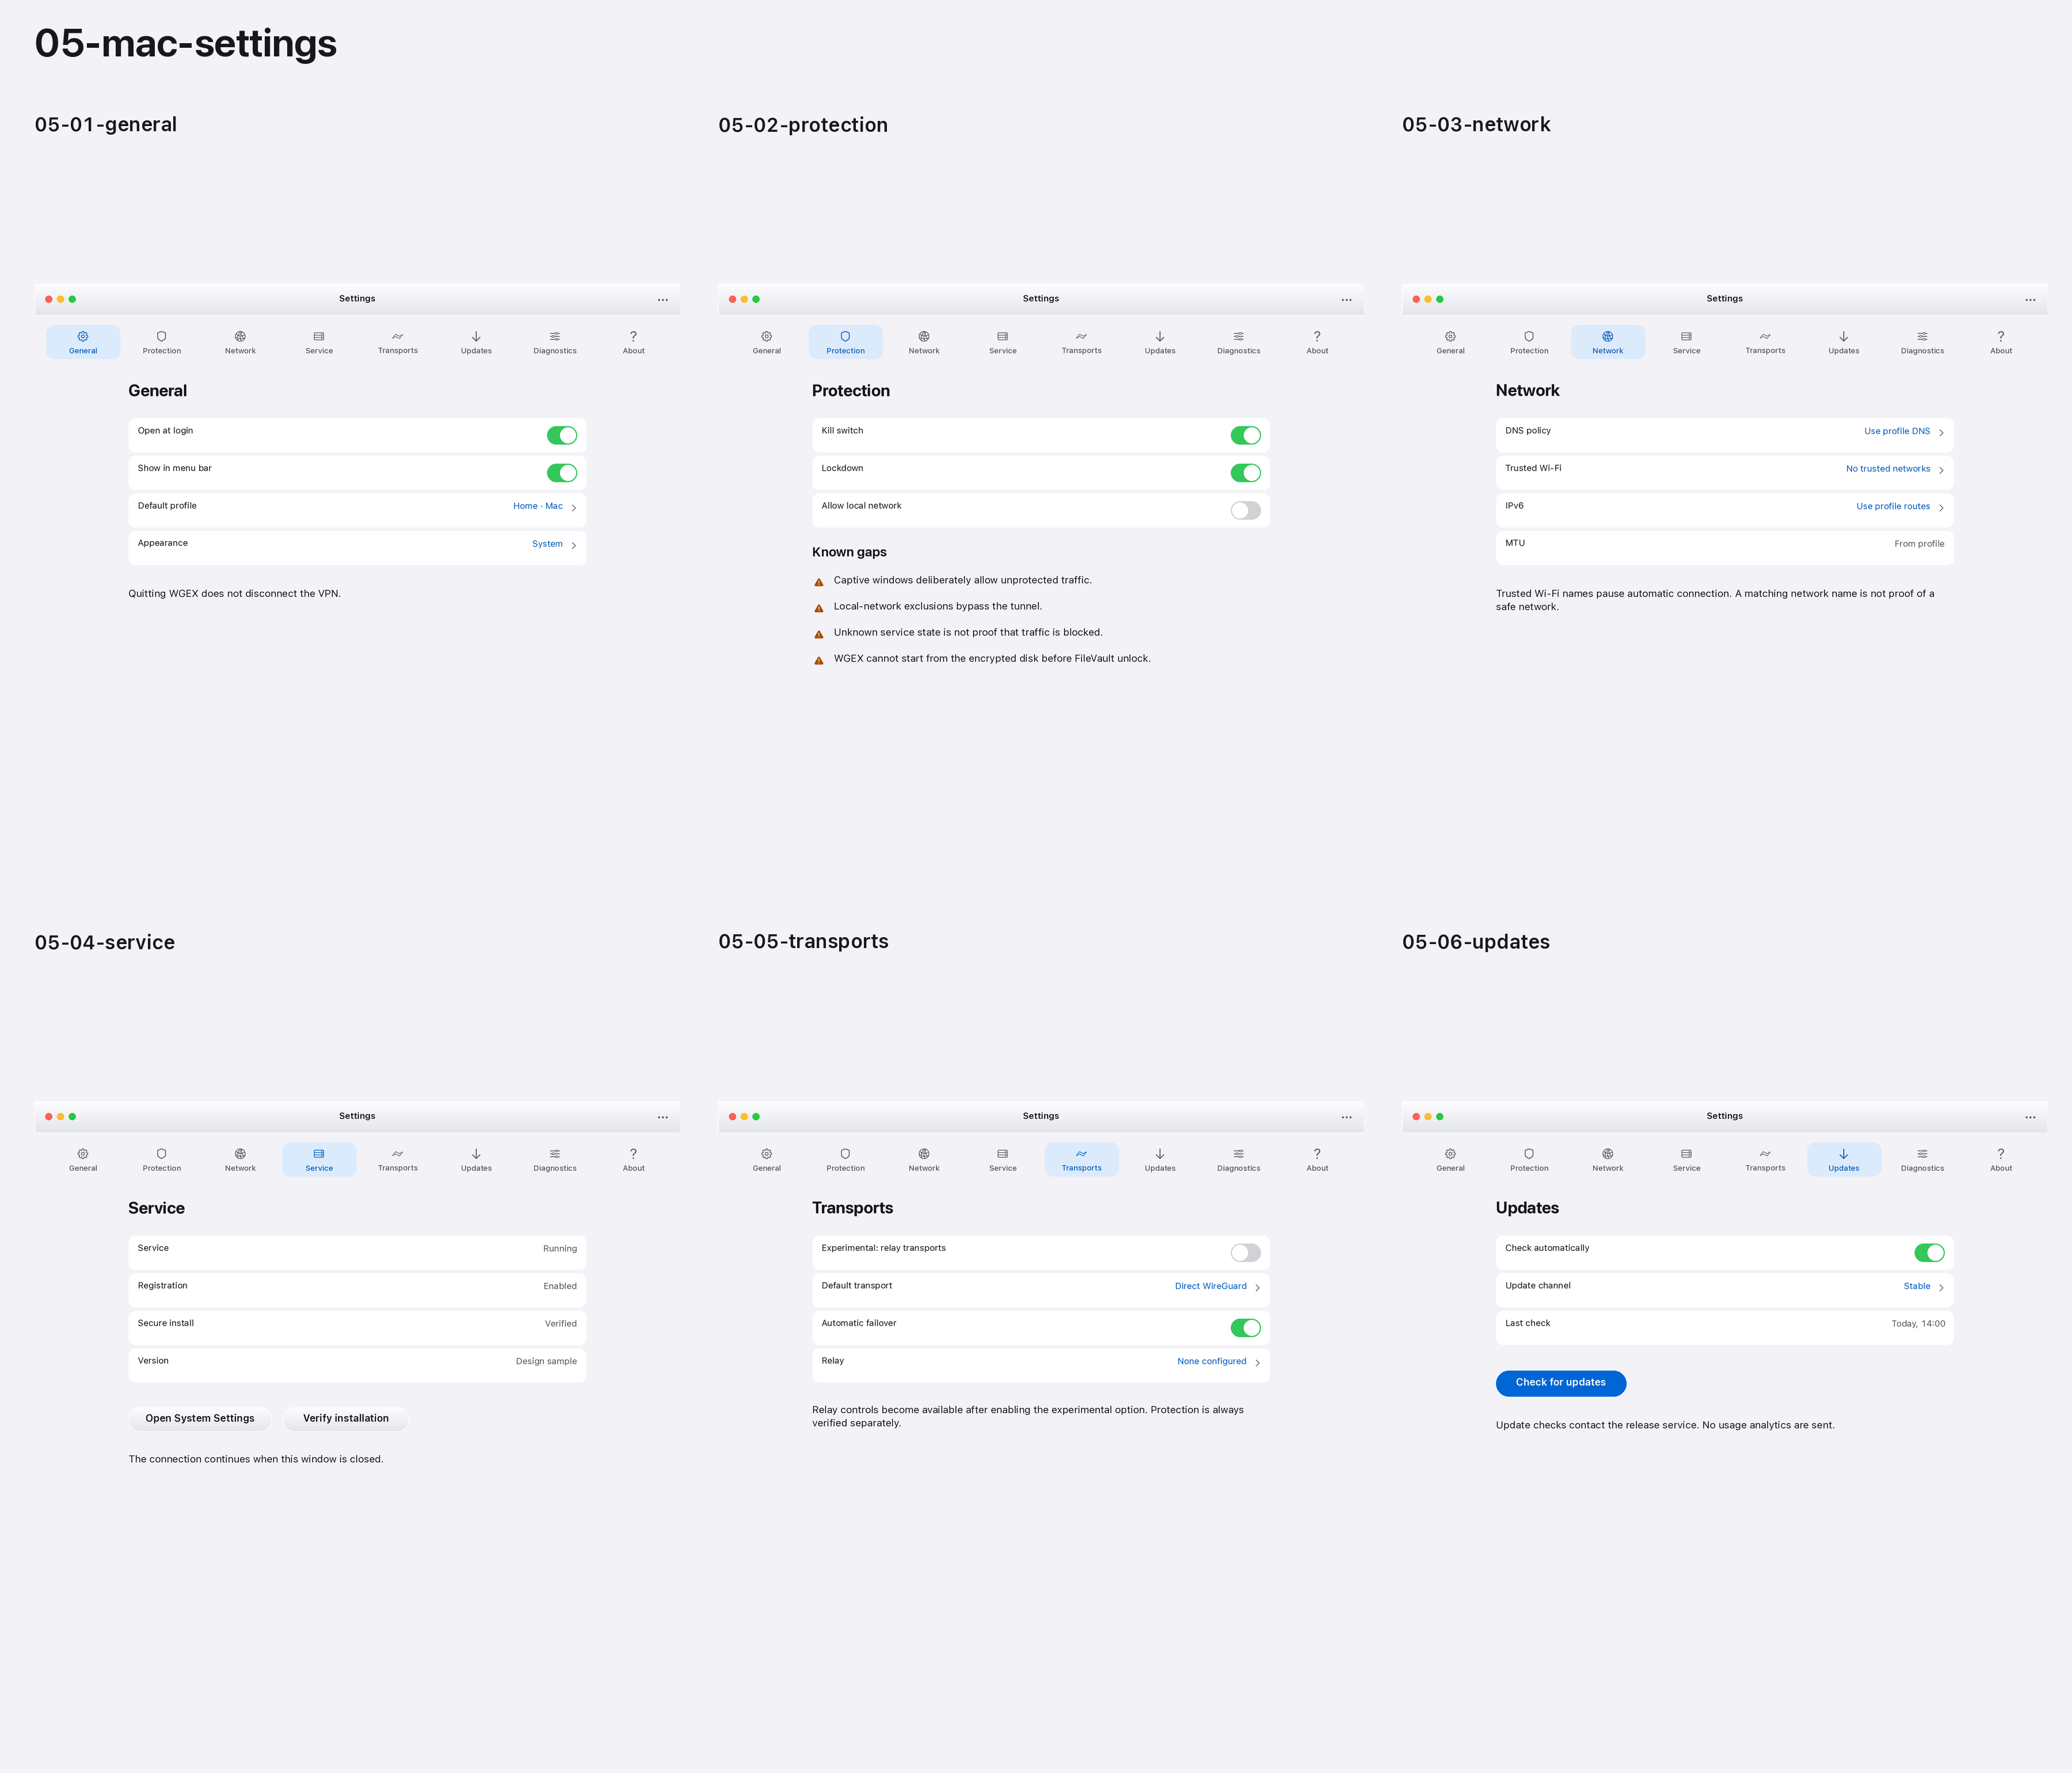 05-mac-settings
05-01-general
Settings
General
Protection
Network
Service
Transports
Updates
Diagnostics
About
General
Open at login
Show in menu bar
Default profile
Home · Mac
Appearance
System
Quitting WGEX does not disconnect the VPN.
05-02-protection
Settings
General
Protection
Network
Service
Transports
Updates
Diagnostics
About
Protection
Kill switch
Lockdown
Allow local network
Known gaps
Captive windows deliberately allow unprotected traffic.
Local-network exclusions bypass the tunnel.
Unknown service state is not proof that traffic is blocked.
WGEX cannot start from the encrypted disk before FileVault unlock.
05-03-network
Settings
General
Protection
Network
Service
Transports
Updates
Diagnostics
About
Network
DNS policy
Use profile DNS
Trusted Wi-Fi
No trusted networks
IPv6
Use profile routes
MTU
From profile
Trusted Wi-Fi names pause automatic connection. A matching network name is not proof of a
safe network.
05-04-service
Settings
General
Protection
Network
Service
Transports
Updates
Diagnostics
About
Service
Service
Running
Registration
Enabled
Secure install
Verified
Version
Design sample
Open System Settings
Verify installation
The connection continues when this window is closed.
05-05-transports
Settings
General
Protection
Network
Service
Transports
Updates
Diagnostics
About
Transports
Experimental: relay transports
Default transport
Direct WireGuard
Automatic failover
Relay
None configured
Relay controls become available after enabling the experimental option. Protection is always
verified separately.
05-06-updates
Settings
General
Protection
Network
Service
Transports
Updates
Diagnostics
About
Updates
Check automatically
Update channel
Stable
Last check
Today, 14:00
Check for updates
Update checks contact the release service. No usage analytics are sent.